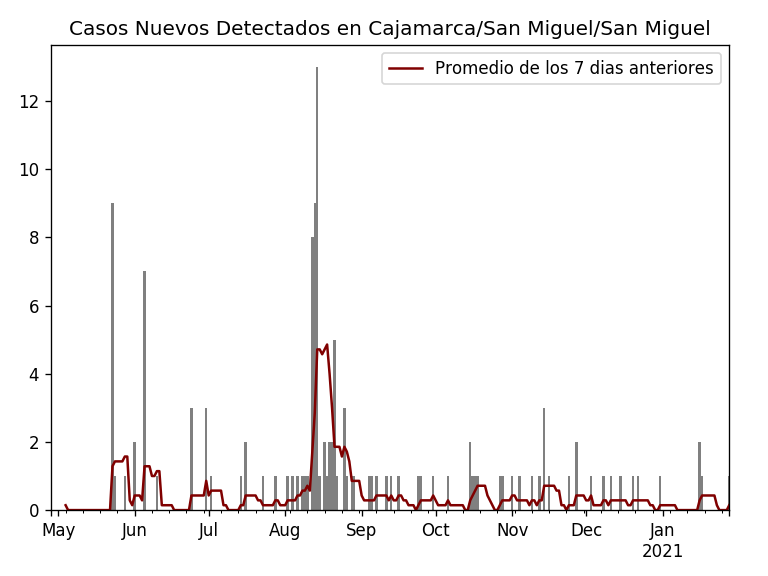 Casos Nuevos Detectados en Cajamarca/San Miguel/San Miguel
Promedio de los 7 dias anteriores
12
10
8
6
4
2
0
May Jun Jul Aug Sep Oct Nov Dec Jan
2021